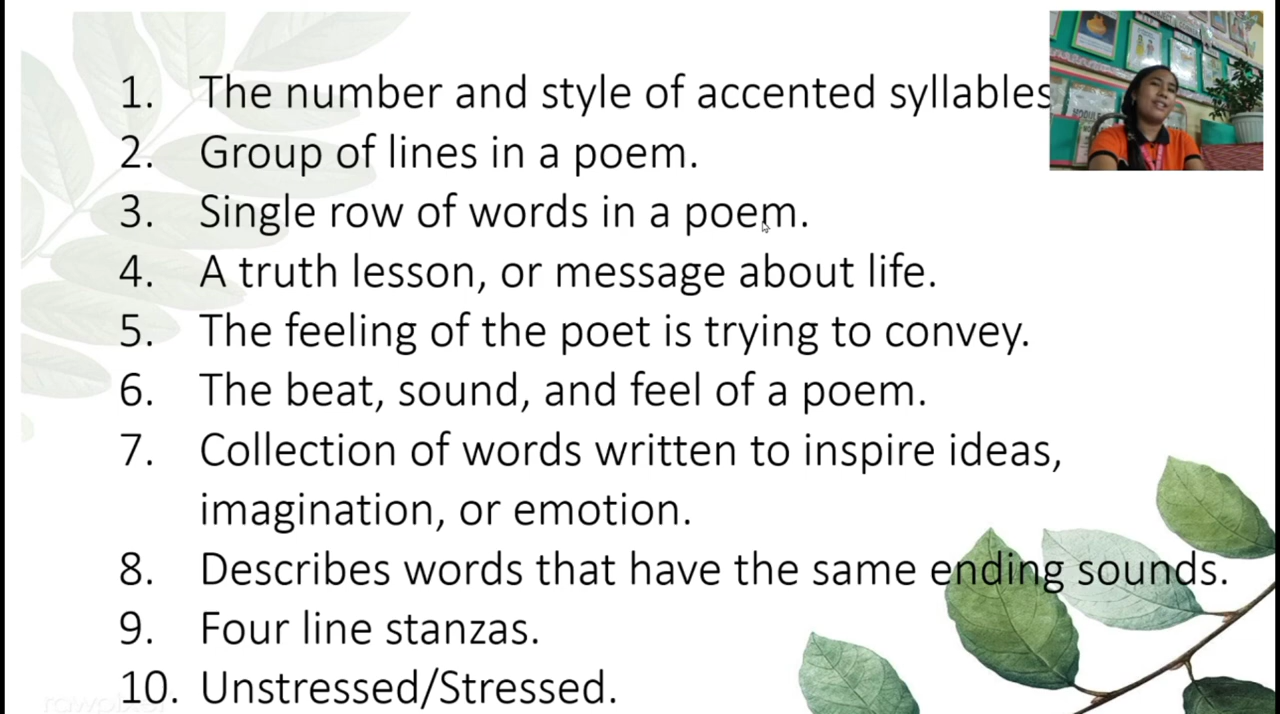 1. The number and style of accented syllables
2. Group of lines in a poem.
3. Single row of words in a poem.
4. A truth lesson, or message about life.
5. The feeling of the poet is trying to convey.
6. The beat, sound, and feel of a poem.
7. Collection of words written to inspire ideas,
imagination, or emotion.
8. Describes words that have the same ending sounds.
9. Four line stanzas.
10. Unstressed/Stressed.
rawpixel